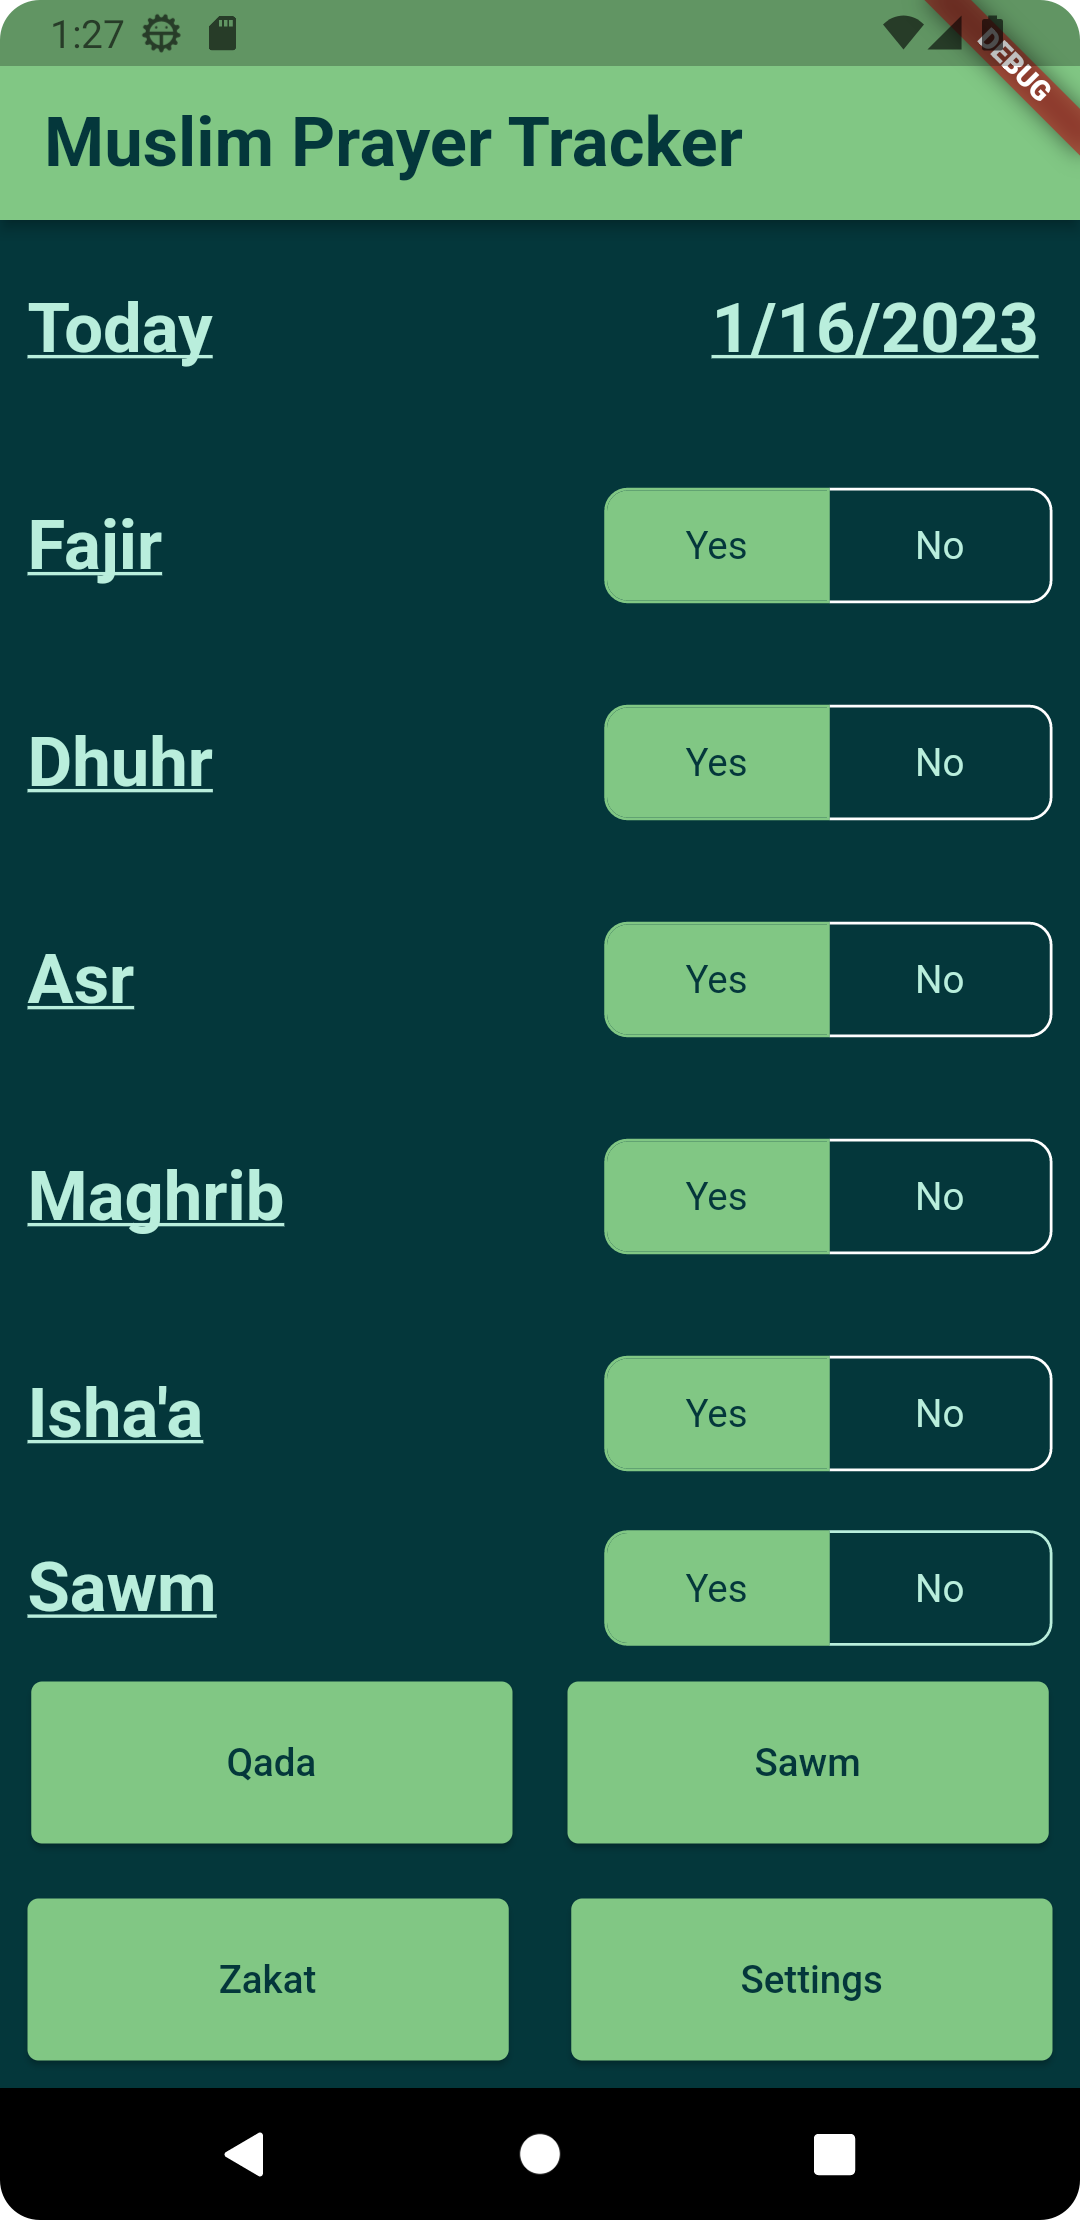 1:27
DEBUG
Muslim Prayer Tracker
Today 1/16/2023
Fajir Yes No
Dhuhr Yes No
Asr Yes No
Maghrib Yes No
Isha'a Yes No
Sawm Yes No
Qada Sawm
Zakat Settings